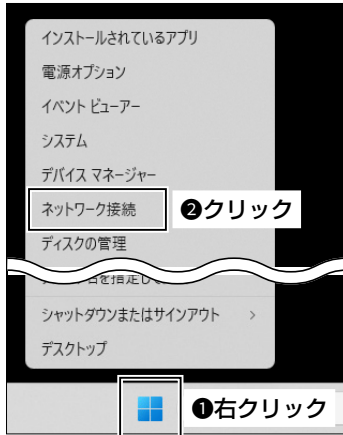 インストールされているアプリ
電源オプション
イベント ビューアー
システム
デバイス マネージャー
ネットワーク接続
❷クリック
ディスクの管理
シャットダウンまたはサインアウト
デスクトップ
❶右クリック